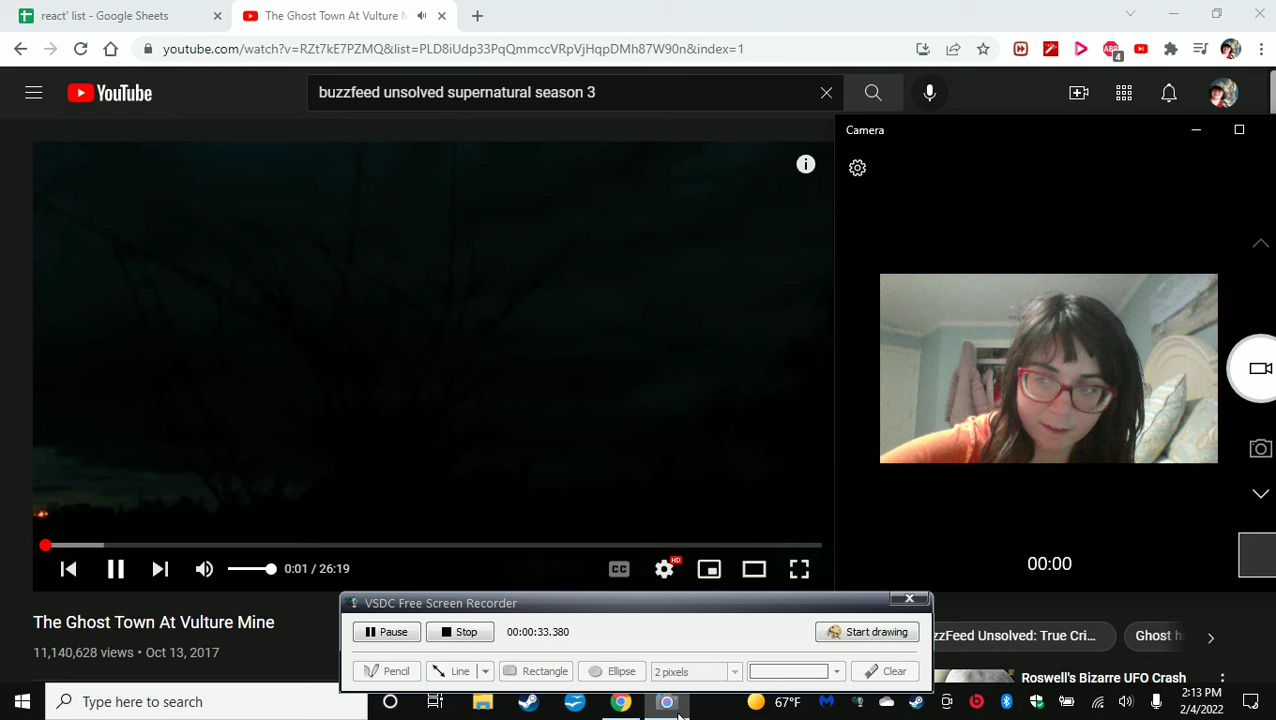 react' list - Google Sheets
The Ghost Town At Vulture M
youtube.com/watch?v=RZt7kE7PZMQ&list=PLD8iUdp33PqQmmccVRpVjHqpDMh87W90n&index=1
ABP
4
YouTube
buzzfeed unsolved supernatural season 3
Camera
HD
CC
0:01 / 26:19
00:00
The Ghost Town At Vulture Mine
11,140,628 views • Oct 13, 2017
VSDC Free Screen Recorder
Pause
Stop
00:00:33.380
Start drawing
Pencil
Line
Rectangle
Ellipse
2 pixels
Clear
zzFeed Unsolved: True Cri...
Ghost h
Roswell's Bizarre UFO Crash
Type here to search
67°F
2:13 PM
2/4/2022